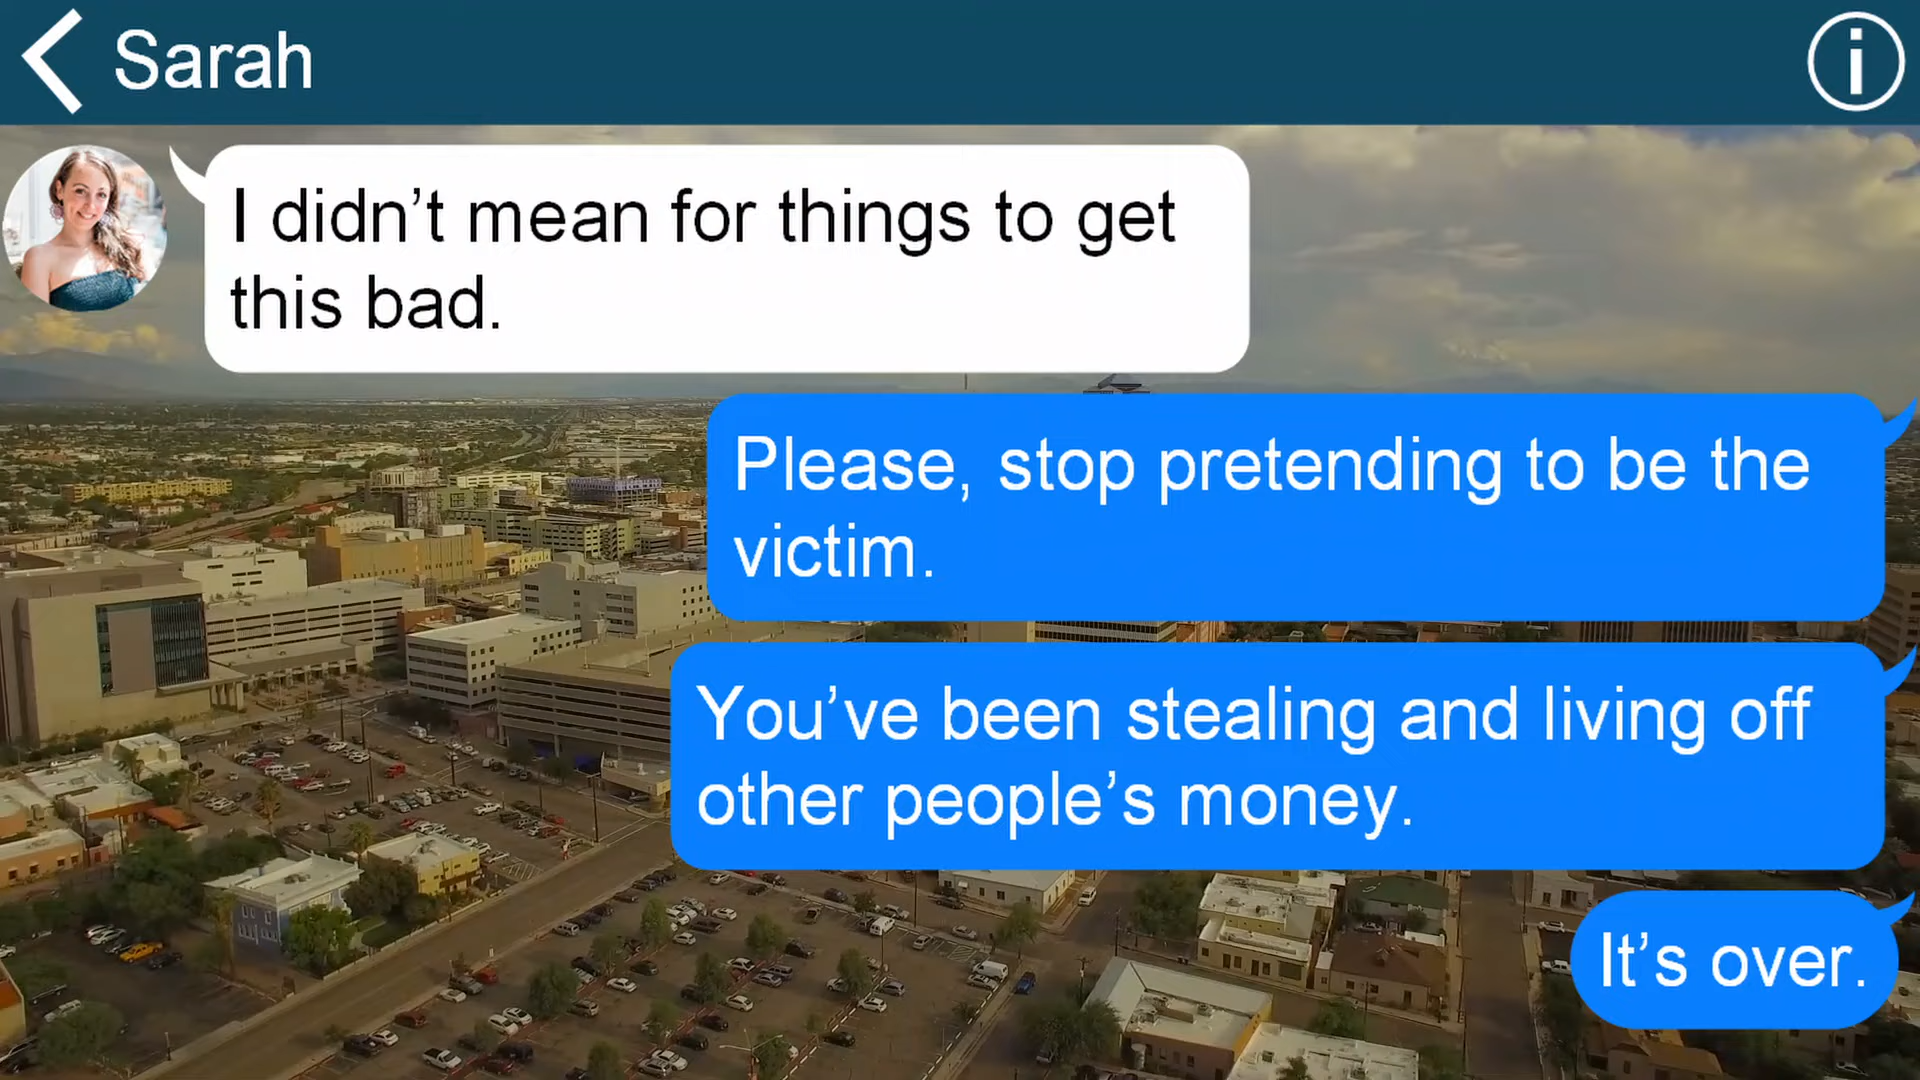 Sarah
I didn’t mean for things to get
this bad.
Please, stop pretending to be the
victim.
You’ve been stealing and living off
other people’s money.
It’s over.